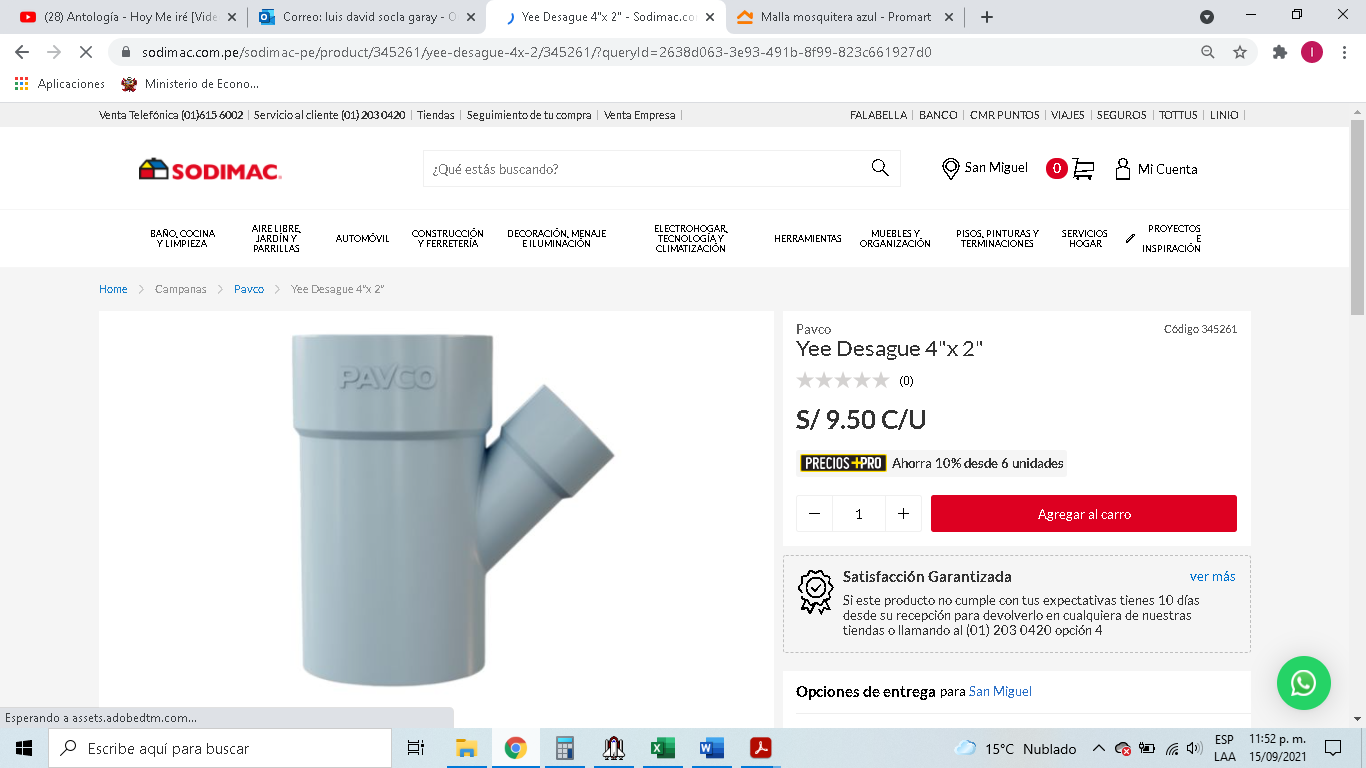 (28) Antología - Hoy Me iré [Vide
Correo: luis david socla garay - O
Yee Desague 4"x 2" - Sodimac.co
Malla mosquitera azul - Promart
sodimac.com.pe/sodimac-pe/product/345261/yee-desague-4x-2/345261/?queryId=2638d063-3e93-491b-8f99-823c661927d0
I
Aplicaciones
Ministerio de Econo...
Venta Telefónica (01)615 6002 | Servicio al cliente (01) 203 0420 | Tiendas | Seguimiento de tu compra | Venta Empresa |
FALABELLA | BANCO | CMR PUNTOS | VIAJES | SEGUROS | TOTTUS | LINIO |
SODIMAC.
¿Qué estás buscando?
San Miguel
0
Mi Cuenta
BAÑO, COCINA
Y LIMPIEZA
AIRE LIBRE,
JARDÍN Y
PARRILLAS
AUTOMÓVIL
CONSTRUCCIÓN
Y FERRETERÍA
DECORACIÓN, MENAJE
E ILUMINACIÓN
ELECTROHOGAR,
TECNOLOGÍA Y
CLIMATIZACIÓN
HERRAMIENTAS
MUEBLES Y
ORGANIZACIÓN
PISOS, PINTURAS Y
TERMINACIONES
SERVICIOS
HOGAR
PROYECTOS
E
INSPIRACIÓN
Home > Campanas > Pavco > Yee Desague 4"x 2"
PAVCO
Pavco
Código 345261
Yee Desague 4"x 2"
(0)
S/ 9.50 C/U
PRECIOS+PRO Ahorra 10% desde 6 unidades
− 1 +
Agregar al carro
Satisfacción Garantizada
ver más
Si este producto no cumple con tus expectativas tienes 10 días
desde su recepción para devolverlo en cualquiera de nuestras
tiendas o llamando al (01) 203 0420 opción 4
Opciones de entrega para San Miguel
Esperando a assets.adobedtm.com...
Escribe aquí para buscar
15°C Nublado
ESP
LAA
11:52 p. m.
15/09/2021